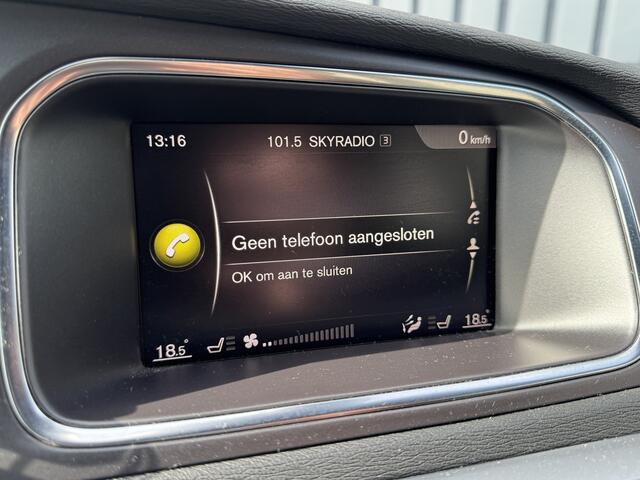 13:16 101.5 SKYRADIO 3 0 km/h
Geen telefoon aangesloten
OK om aan te sluiten
18.5° 18.5°